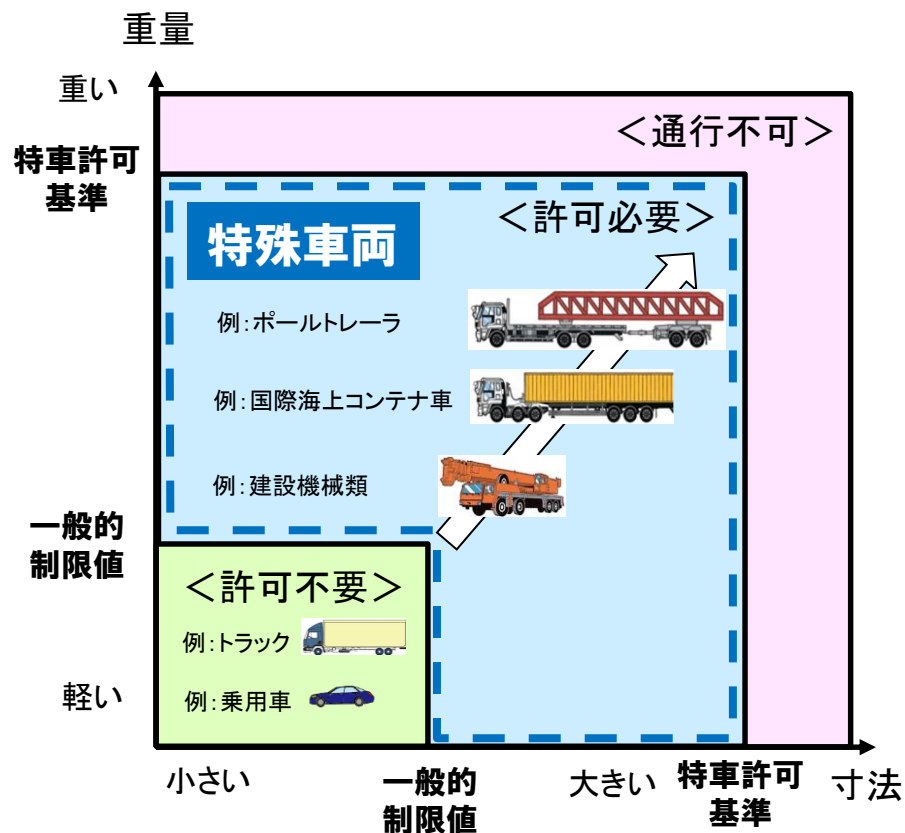 重量
重い
＜通行不可＞
特車許可
基準
＜許可必要＞
特殊車両
例：ポールトレーラ
例：国際海上コンテナ車
例：建設機械類
一般的
制限値
＜許可不要＞
例：トラック
例：乗用車
軽い
小さい
一般的
制限値
大きい
特車許可
基準
寸法